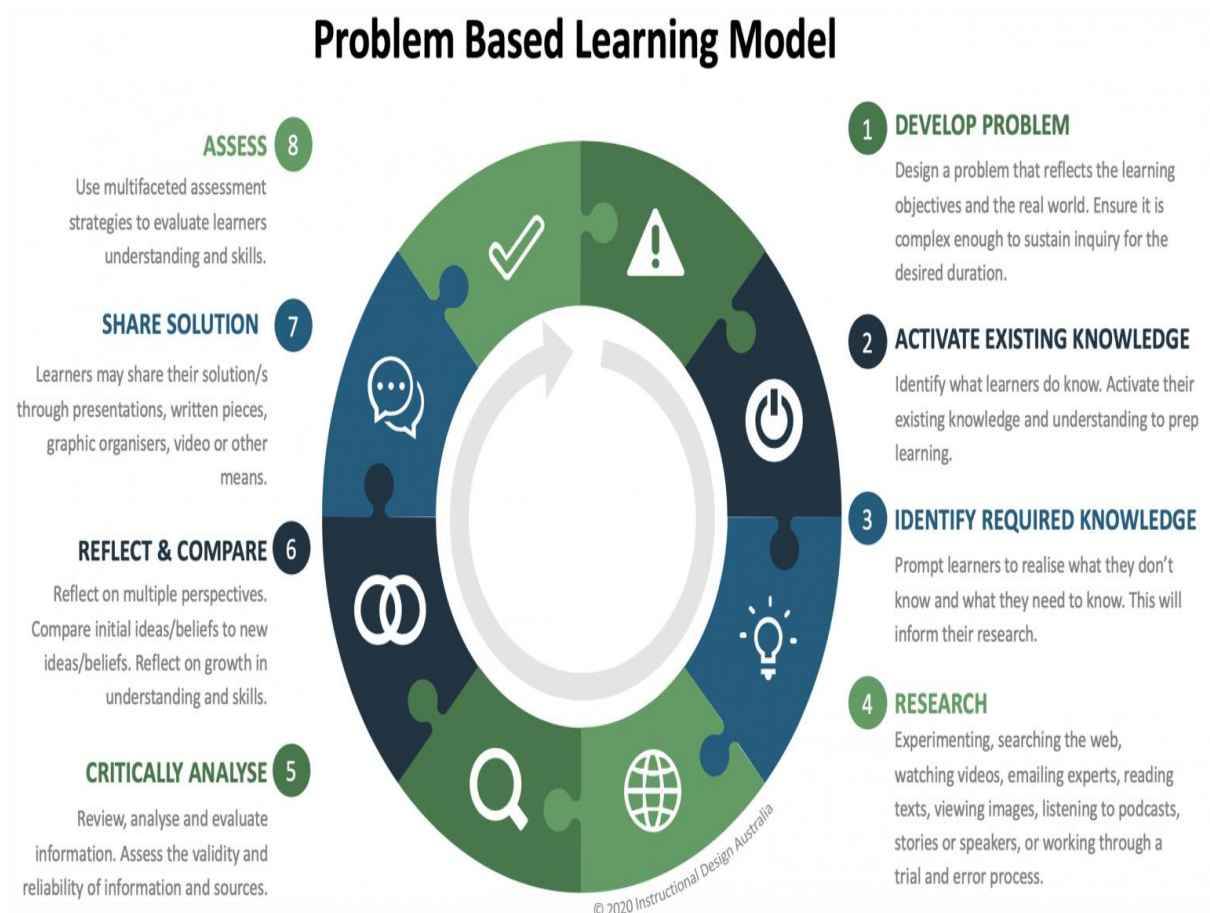 Problem Based Learning Model
1
DEVELOP PROBLEM
Design a problem that reflects the learning
objectives and the real world. Ensure it is
complex enough to sustain inquiry for the
desired duration.
2
ACTIVATE EXISTING KNOWLEDGE
Identify what learners do know. Activate their
existing knowledge and understanding to prep
learning.
3
IDENTIFY REQUIRED KNOWLEDGE
Prompt learners to realise what they don't
know and what they need to know. This will
inform their research.
4
RESEARCH
Experimenting, searching the web,
watching videos, emailing experts, reading
texts, viewing images, listening to podcasts,
stories or speakers, or working through a
trial and error process.
CRITICALLY ANALYSE 5
Review, analyse and evaluate
information. Assess the validity and
reliability of information and sources.
REFLECT & COMPARE 6
Reflect on multiple perspectives.
Compare initial ideas/beliefs to new
ideas/beliefs. Reflect on growth in
understanding and skills.
SHARE SOLUTION 7
Learners may share their solution/s
through presentations, written pieces,
graphic organisers, video or other
means.
ASSESS 8
Use multifaceted assessment
strategies to evaluate learners
understanding and skills.
© 2020 Instructional Design Australia